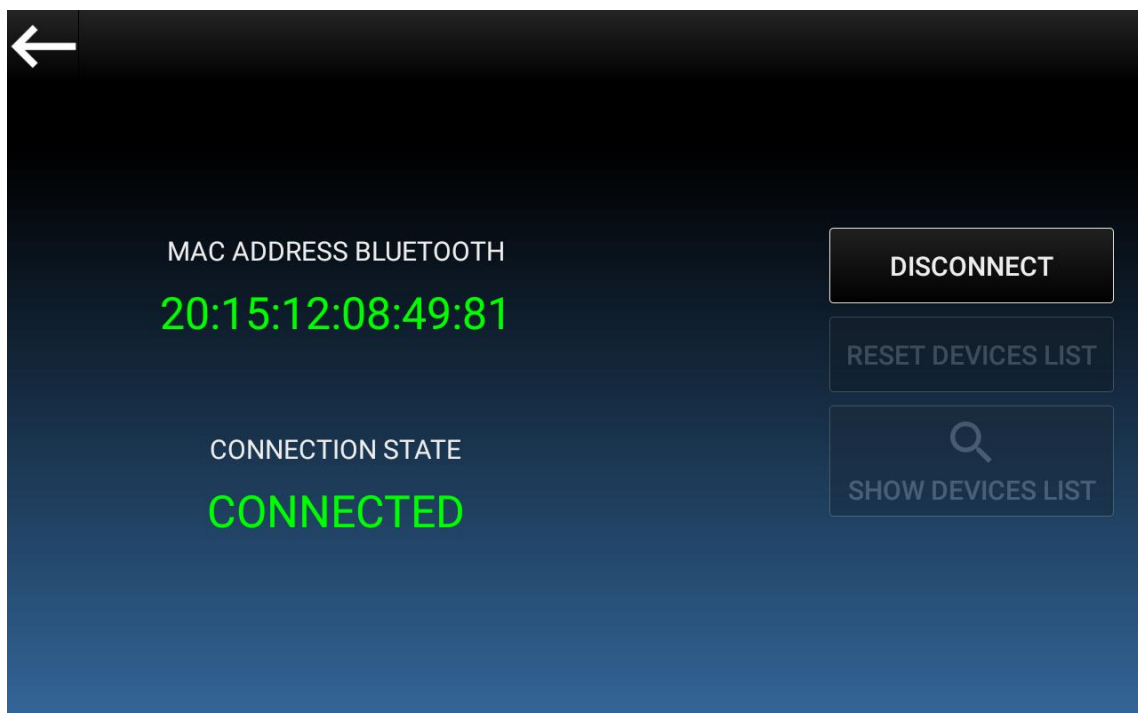 MAC ADDRESS BLUETOOTH
20:15:12:08:49:81
CONNECTION STATE
CONNECTED
DISCONNECT
RESET DEVICES LIST
SHOW DEVICES LIST